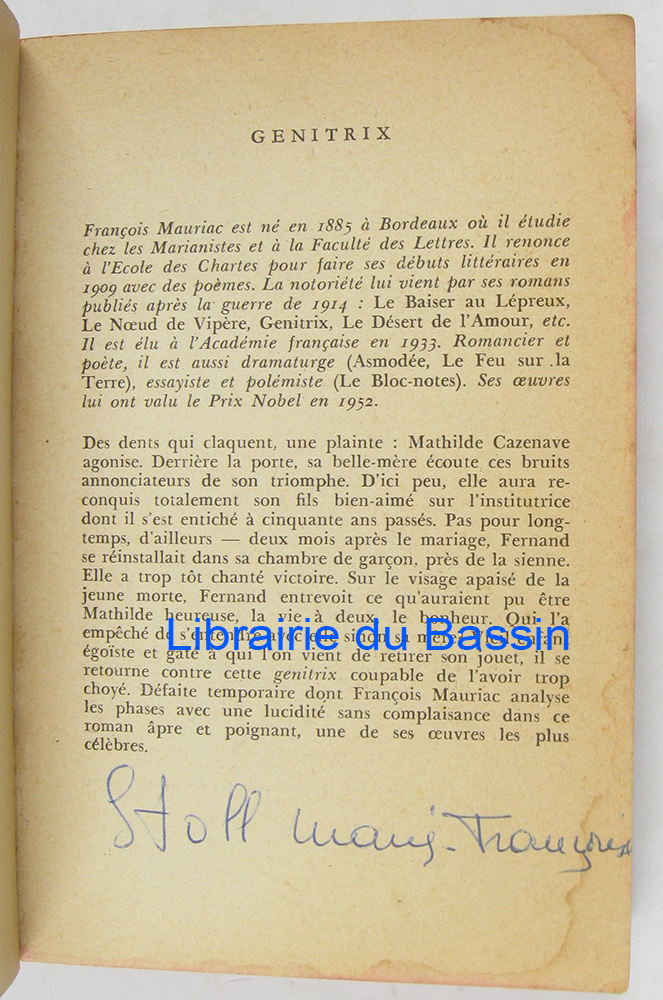 GENITRIX
François Mauriac est né en 1885 à Bordeaux où il étudie
chez les Marianistes et à la Faculté des Lettres. Il renonce
à l'Ecole des Chartes pour faire ses débuts littéraires en
1909 avec des poèmes. La notoriété lui vient par ses romans
publiés après la guerre de 1914 : Le Baiser au Lépreux,
Le Nœud de Vipère, Genitrix, Le Désert de l'Amour, etc.
Il est élu à l'Académie française en 1933. Romancier et
poète, il est aussi dramaturge (Asmodée, Le Feu sur .la
Terre), essayiste et polémiste (Le Bloc-notes). Ses œuvres
lui ont valu le Prix Nobel en 1952.
Des dents qui claquent, une plainte : Mathilde Cazenave
agonise. Derrière la porte, sa belle-mère écoute ces bruits
annonciateurs de son triomphe. D'ici peu, elle aura re-
conquis totalement son fils bien-aimé sur l'institutrice
dont il s'est entiché à cinquante ans passés. Pas pour long-
temps, d'ailleurs — deux mois après le mariage, Fernand
se réinstallait dans sa chambre de garçon, près de la sienne.
Elle a trop tôt chanté victoire. Sur le visage apaisé de la
jeune morte, Fernand entrevoit ce qu'auraient pu être
Mathilde heureuse, la vie à deux, le bonheur. Qui l'a
empêché de s'entendre avec elle sinon sa mère?
Librairie du Bassin
égoïste et gâté à qui l'on vient de retirer son jouet, il se
retourne contre cette genitrix coupable de l'avoir trop
choyé. Défaite temporaire dont François Mauriac analyse
les phases avec une lucidité sans complaisance dans ce
roman âpre et poignant, une de ses œuvres les plus
célèbres.
Stoll Marie-Françoise